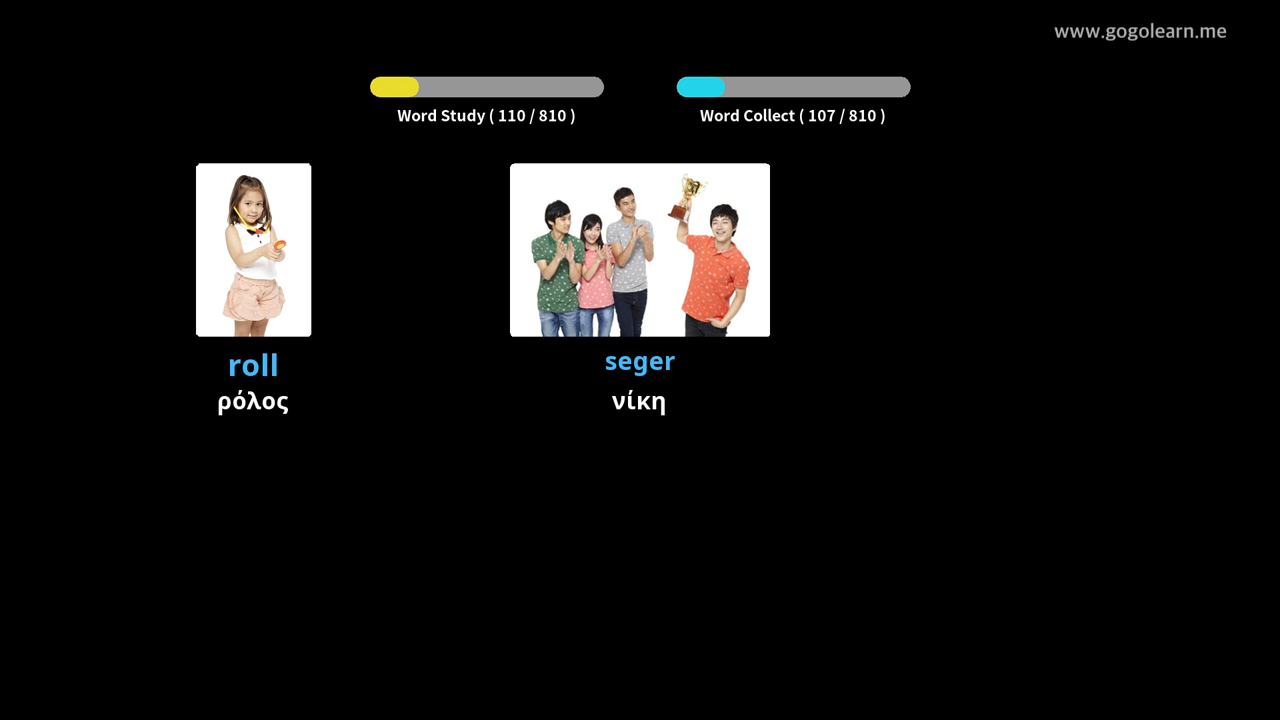 www.gogolearn.me
Word Study ( 110 / 810 )
Word Collect ( 107 / 810 )
roll
ρόλος
seger
νίκη